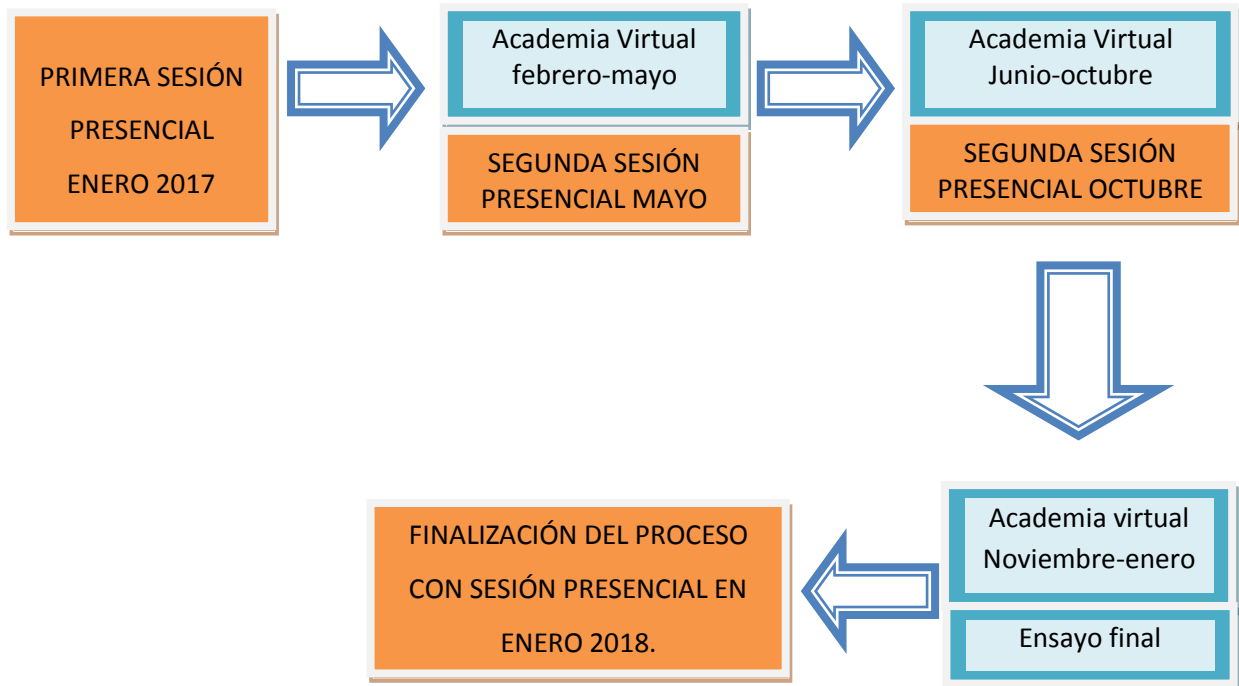 PRIMERA SESIÓN
PRESENCIAL
ENERO 2017
Academia Virtual
febrero-mayo
SEGUNDA SESIÓN
PRESENCIAL MAYO
Academia Virtual
Junio-octubre
SEGUNDA SESIÓN
PRESENCIAL OCTUBRE
Academia virtual
Noviembre-enero
Ensayo final
FINALIZACIÓN DEL PROCESO
CON SESIÓN PRESENCIAL EN
ENERO 2018.